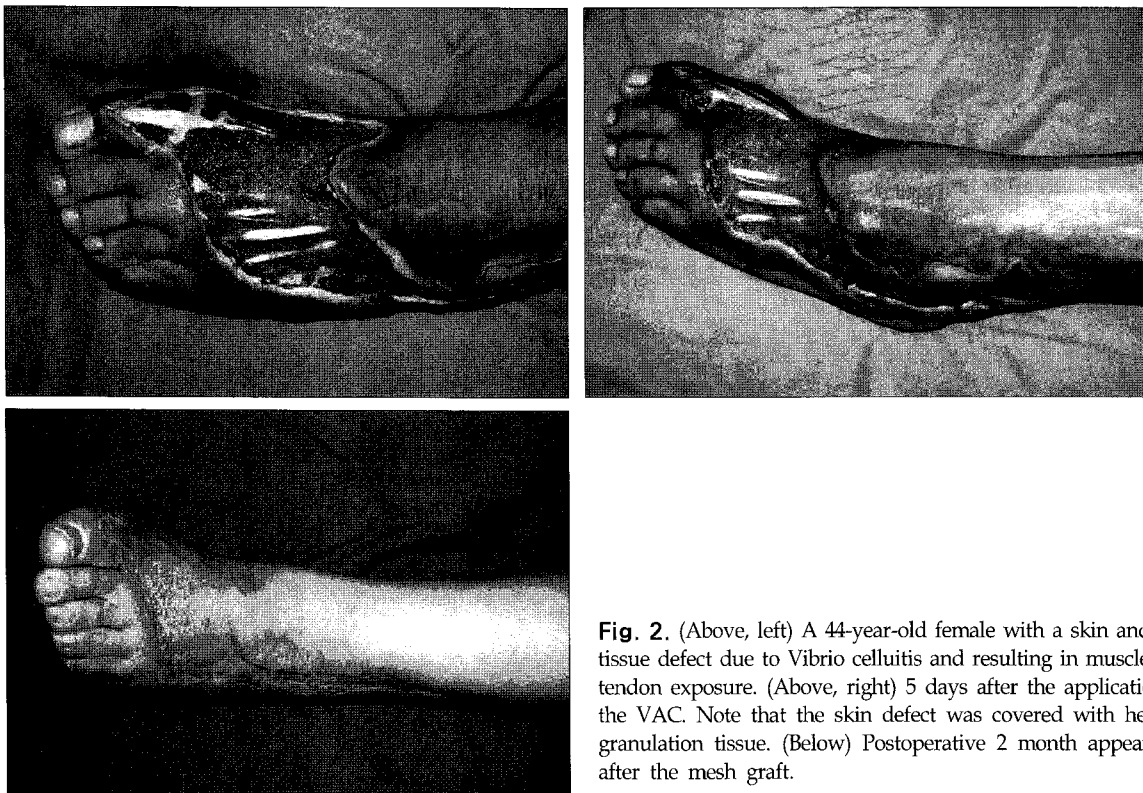 Fig. 2. (Above, left) A 44-year-old female with a skin and
tissue defect due to Vibrio celluitis and resulting in muscle
tendon exposure. (Above, right) 5 days after the applicati
the VAC. Note that the skin defect was covered with he
granulation tissue. (Below) Postoperative 2 month appear
after the mesh graft.